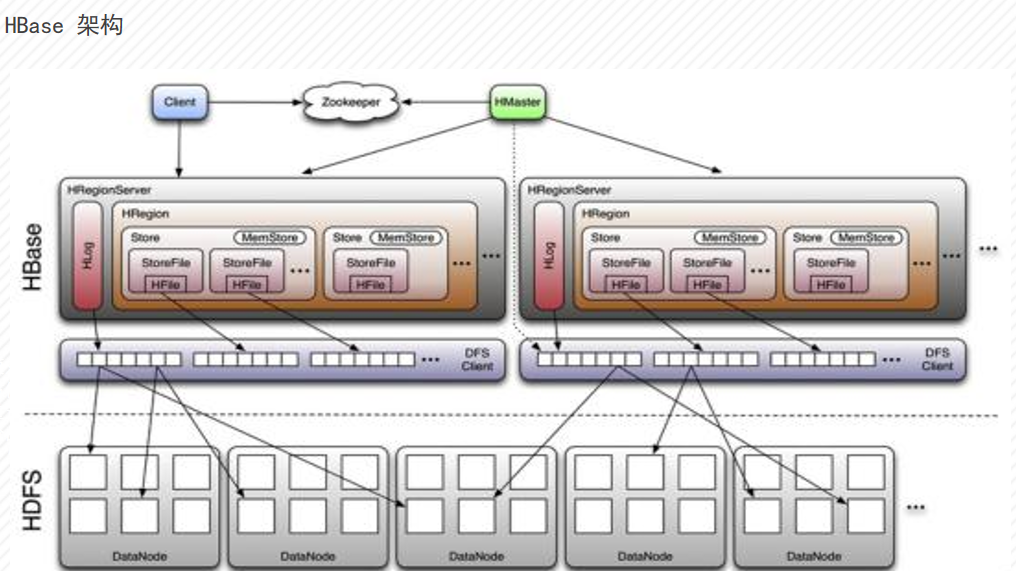 HBase 架构
Client
Zookeeper
HMaster
HBase
HRegionServer
HLog
HRegion
Store
MemStore
StoreFile
HFile
StoreFile
HFile
...
Store
MemStore
StoreFile
HFile
...
...
HRegionServer
HLog
HRegion
Store
MemStore
StoreFile
HFile
StoreFile
HFile
...
Store
MemStore
StoreFile
HFile
...
...
...
...
DFS
Client
...
DFS
Client
HDFS
DataNode
DataNode
DataNode
DataNode
DataNode
...